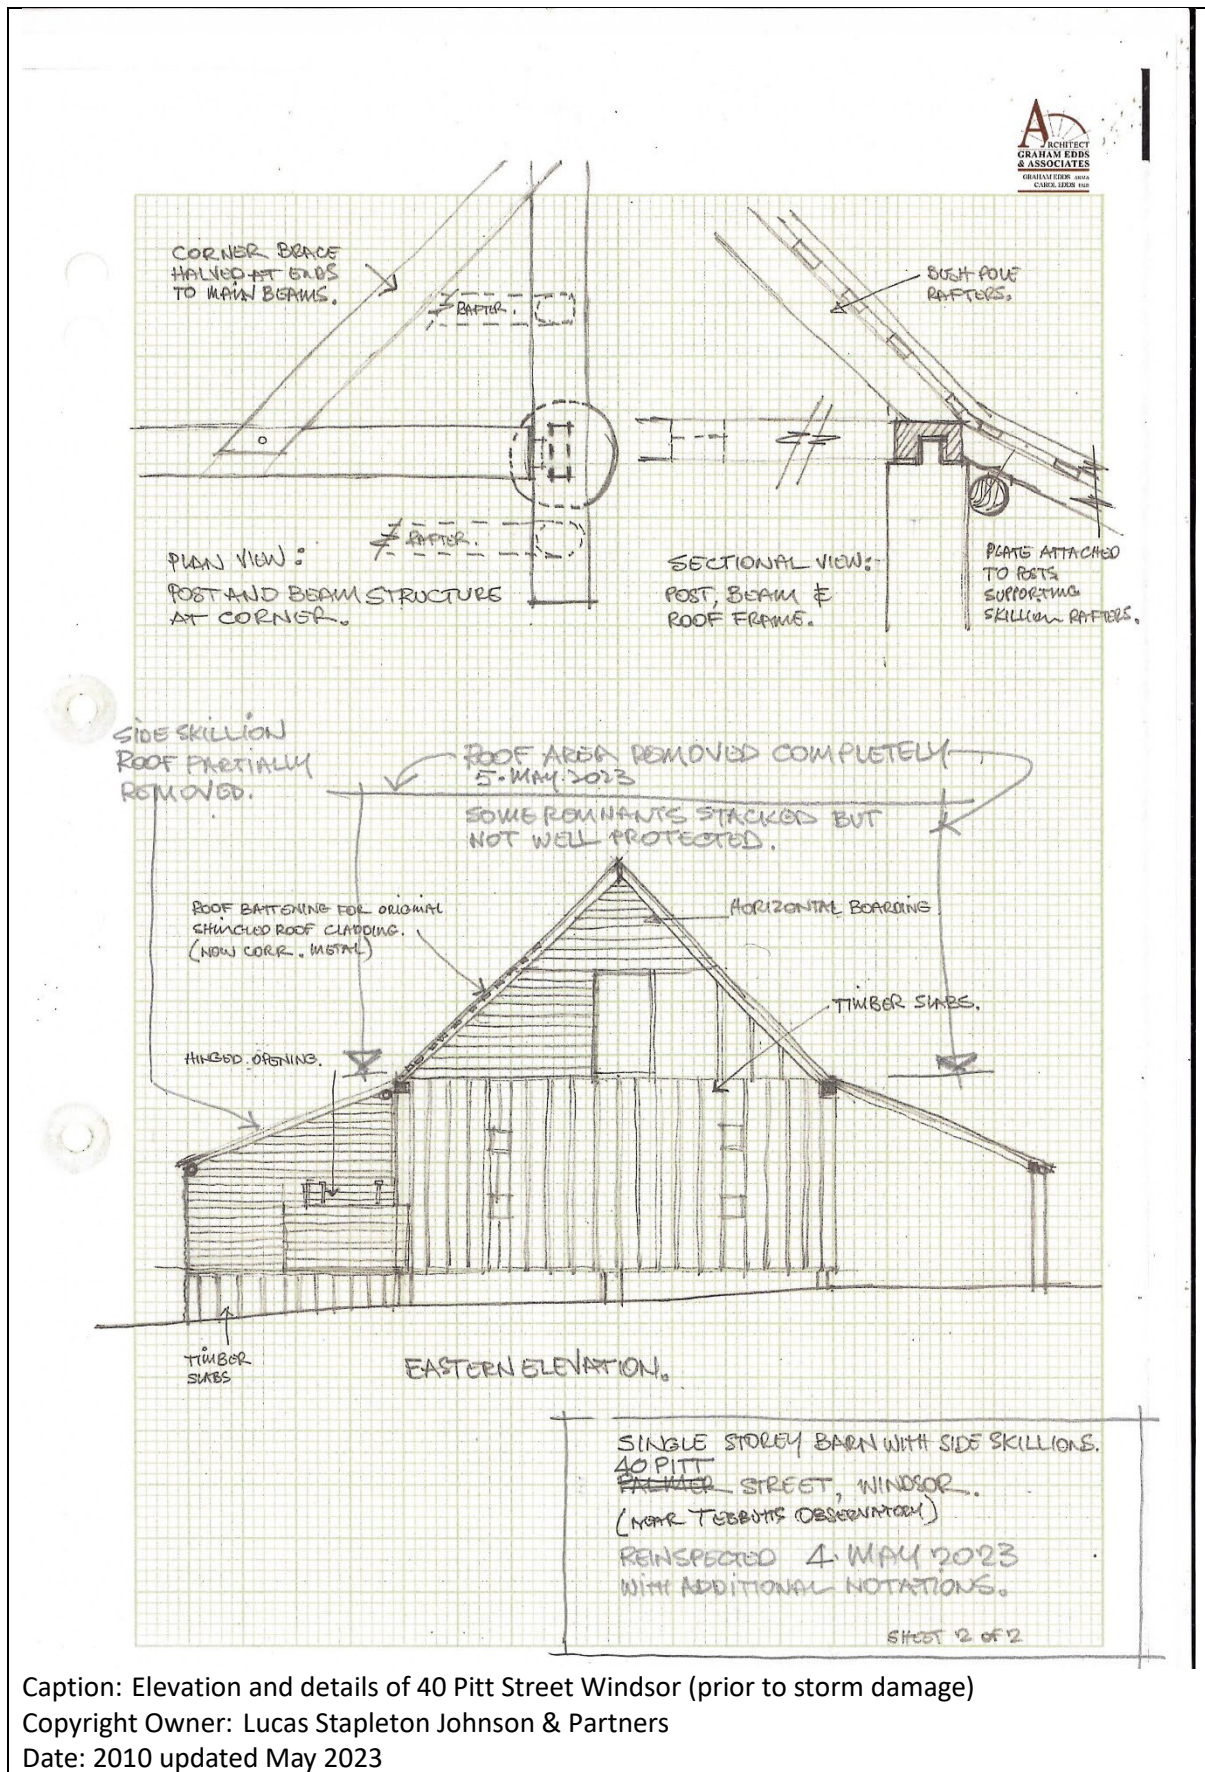 ARCHITECT
GRAHAM EDDS
& ASSOCIATES
GRAHAM EDDS
CAROL EDDS
CORNER BRACE
HALVED AT ENDS
TO MAIN BEAMS.
RAFTER.
BUSH POLE
RAFTERS.
RAFTER.
PLAN VIEW:
POST AND BEAM STRUCTURE
AT CORNER.
SECTIONAL VIEW:
POST, BEAM &
ROOF FRAME.
PLATE ATTACHED
TO POSTS
SUPPORTING
SKILLION RAFTERS.
SIDE SKILLION
ROOF PARTIALLY
REMOVED.
ROOF AREA REMOVED COMPLETELY
5. MAY. 2023
SOME REMNANTS STACKED BUT
NOT WELL PROTECTED.
ROOF BATTENING FOR ORIGINAL
SHINGLED ROOF CLADDING.
(NOW CORR. METAL)
HORIZONTAL BOARDING
TIMBER SLABS.
HINGED OPENING.
TIMBER
SLABS
EASTERN ELEVATION.
SINGLE STOREY BARN WITH SIDE SKILLIONS.
40 PITT
PALMER STREET, WINDSOR.
(NEAR TEBBUTTS OBSERVATORY)
REINSPECTED 4. MAY 2023
WITH ADDITIONAL NOTATIONS.
SHEET 2 OF 2
Caption: Elevation and details of 40 Pitt Street Windsor (prior to storm damage)
Copyright Owner: Lucas Stapleton Johnson & Partners
Date: 2010 updated May 2023